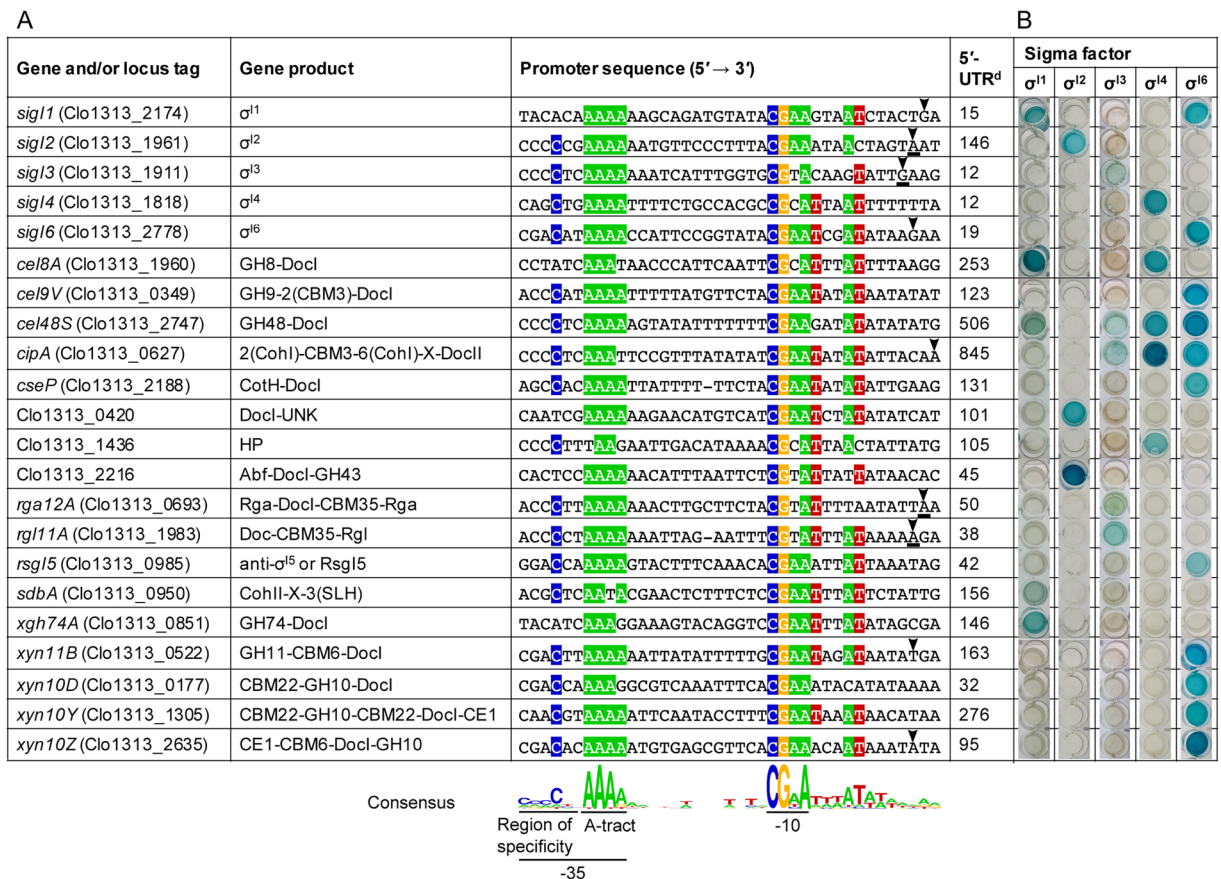 A
B
Gene and/or locus tag Gene product Promoter sequence (5′ → 3′) 5′-UTRᵈ Sigma factor
σᴵ¹ σᴵ² σᴵ³ σᴵ⁴ σᴵ⁶
sigI1 (Clo1313_2174) σᴵ¹ TACACAAAAAAAGCAGATGTATACGAAGTAATCTACTGA 15
sigI2 (Clo1313_1961) σᴵ² CCCCCGAAAAAATGTTCCCTTTACGAAAATAACTAGTAAT 146
sigI3 (Clo1313_1911) σᴵ³ CCCCTCAAAAAAATCATTTGGTGCGTACAAGTATTGAAG 12
sigI4 (Clo1313_1818) σᴵ⁴ CAGCTGAAAATTTTCTGCCACGCCGCATTAATTTTTTTA 12
sigI6 (Clo1313_2778) σᴵ⁶ CGACATAAAACCATTCCGGTATACGAATCGATATAAGAA 19
cel8A (Clo1313_1960) GH8-DocI CCTATCAAATAACCCATTCAATTCGCATTTATTTTAAGG 253
cel9V (Clo1313_0349) GH9-2(CBM3)-DocI ACCCATAAAATTTTTATGTTCTACGAATATATAATATAT 123
cel48S (Clo1313_2747) GH48-DocI CCCCTCAAAAAGTATATTTTTTTCGAAGATATATATATG 506
cipA (Clo1313_0627) 2(CohI)-CBM3-6(CohI)-X-DocII CCCCTCAAATTCCGTTTATATATCGAATATATATTACAA 845
cseP (Clo1313_2188) CotH-DocI AGCCACAAAATTATTTT-TTCTACGAATATATATTGAAG 131
Clo1313_0420 DocI-UNK CAATCGAAAAAAGAACATGTCATCGAATCTATATATCAT 101
Clo1313_1436 HP CCCCTTTAAGAATTGACATAAAACGCATTAACTATTATG 105
Clo1313_2216 Abf-DocI-GH43 CACTCCAAAAAACATTTAATTCTCGTATTATTATAACAC 45
rga12A (Clo1313_0693) Rga-DocI-CBM35-Rga ACCCTTAAAAAAACTTGCTTCTACGTATTTTAATATTAA 50
rgl11A (Clo1313_1983) Doc-CBM35-Rgl ACCCCTAAAAAAATTAG-AATTTCGTATTTATAAAAAGA 38
rsgI5 (Clo1313_0985) anti-σᴵ⁵ or RsgI5 GGACCAAAAAGTACTTTCAAACACGAAATTATTAAATAG 42
sdbA (Clo1313_0950) CohII-X-3(SLH) ACGCTCAATACGAACTCTTTCTCCGAATTTATTCTATTG 156
xgh74A (Clo1313_0851) GH74-DocI TACATCAAAGGAAAGTACAGGTCCGAATTTATATAGCGA 146
xyn11B (Clo1313_0522) GH11-CBM6-DocI CGACTTAAAAAATTATATTTTTGCGAATAGATAATATGA 163
xyn10D (Clo1313_0177) CBM22-GH10-DocI CGACCAAAAGGCGTCAAATTTCACGAAATACATATAAAA 32
xyn10Y (Clo1313_1305) CBM22-GH10-CBM22-DocI-CE1 CAACGTAAAAATTCAATACCTTTCGAATAAATAACATAA 276
xyn10Z (Clo1313_2635) CE1-CBM6-DocI-GH10 CGACACAAAAATGTGAGCGTTCACGAAACAATAAATATA 95
Consensus
Region of specificity A-tract -10
-35